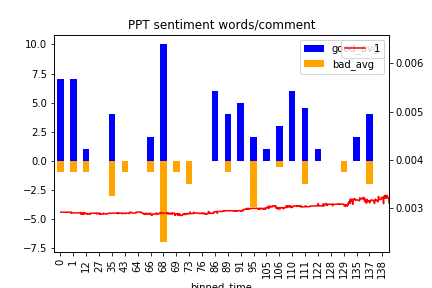 PPT sentiment words/comment
good_avg
bad_avg
1
10.0
7.5
5.0
2.5
0.0
−2.5
−5.0
−7.5
0.006
0.005
0.004
0.003
0 1 12 27 35 43 64 66 68 69 73 76 86 89 91 95 105 106 110 111 122 128 129 135 137 138
binned_time